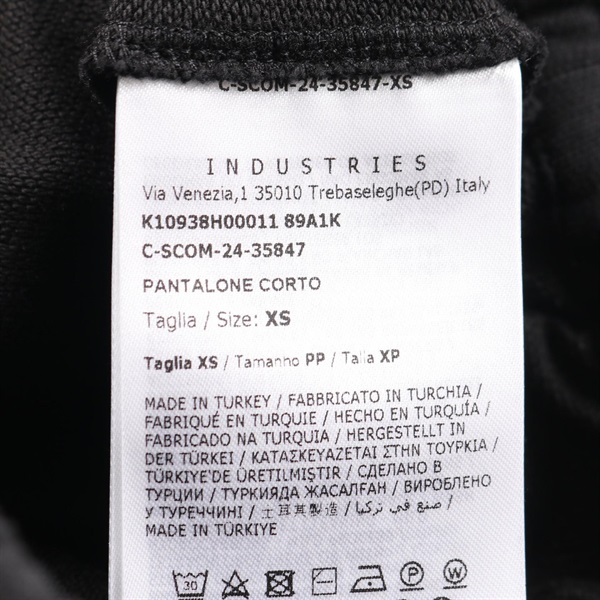 C-SCOM-24-35847-XS
INDUSTRIES
Via Venezia,1 35010 Trebaseleghe(PD) Italy
K10938H00011 89A1K
C-SCOM-24-35847
PANTALONE CORTO
Taglia / Size: XS
Taglia XS / Tamanho PP / Talla XP
MADE IN TURKEY / FABBRICATO IN TURCHIA /
FABRIQUÉ EN TURQUIE / HECHO EN TURQUÍA /
FABRICADO NA TURQUIA / HERGESTELLT IN
DER TÜRKEI / ΚΑΤΑΣΚΕΥΑΖΕΤΑΙ ΣΤΗΝ ΤΟΥΡΚΙΑ /
TÜRKIYE'DE ÜRETILMIŞTIR / СДЕЛАНО В
ТУРЦИИ / ТҮРКИЯДА ЖАСАЛҒАН / ВИРОБЛЕНО
У ТУРЕЧЧИНІ / 土耳其製造 / صنع في تركيا /
MADE IN TÜRKIYE
30
P
W